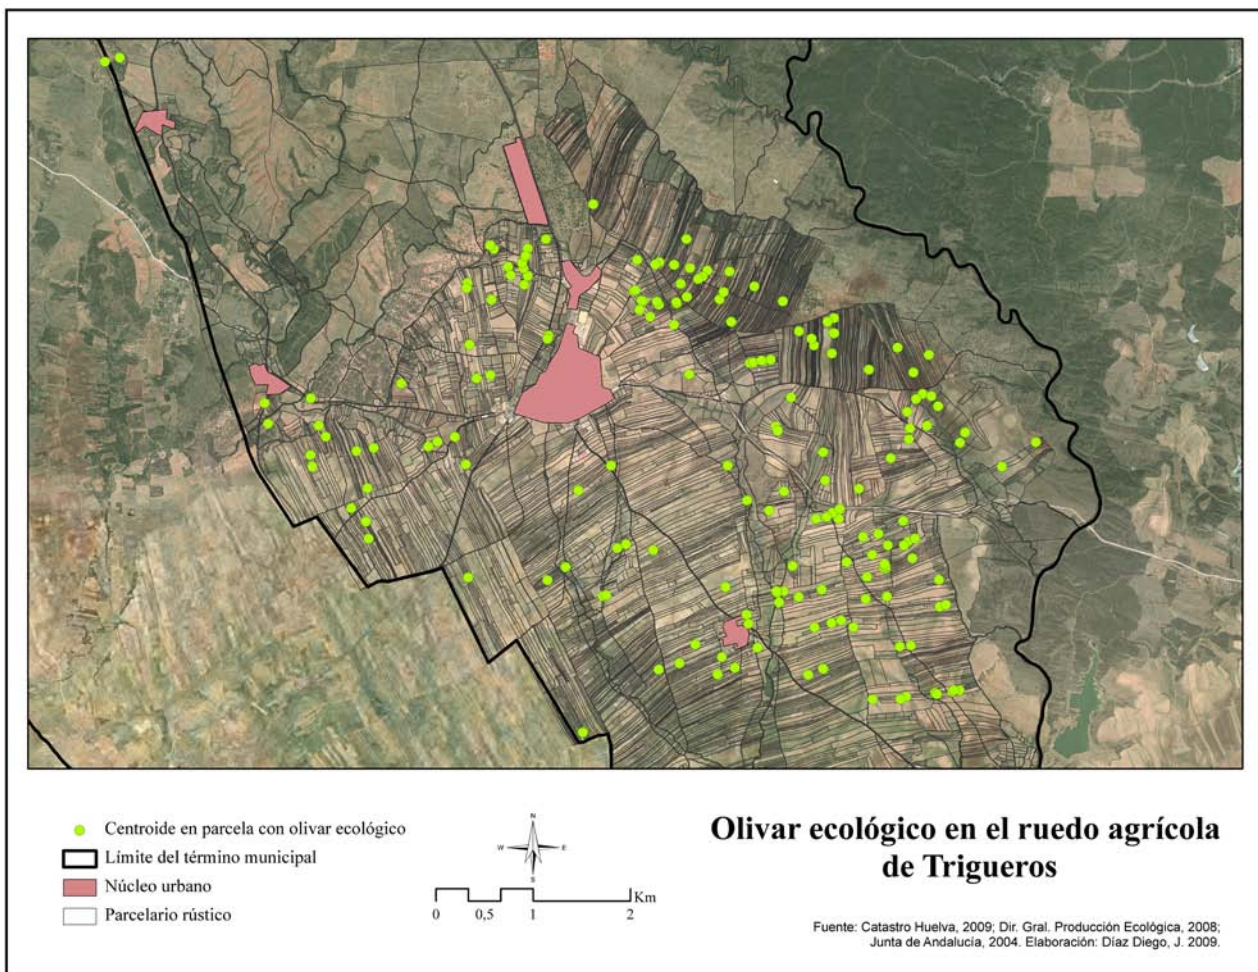 Centroide en parcela con olivar ecológico
Límite del término municipal
Núcleo urbano
Parcelario rústico
N
W
E
S
Km
0
0,5
1
2
Olivar ecológico en el ruedo agrícola
de Trigueros
Fuente: Catastro Huelva, 2009; Dir. Gral. Producción Ecológica, 2008;
Junta de Andalucía, 2004. Elaboración: Díaz Diego, J. 2009.